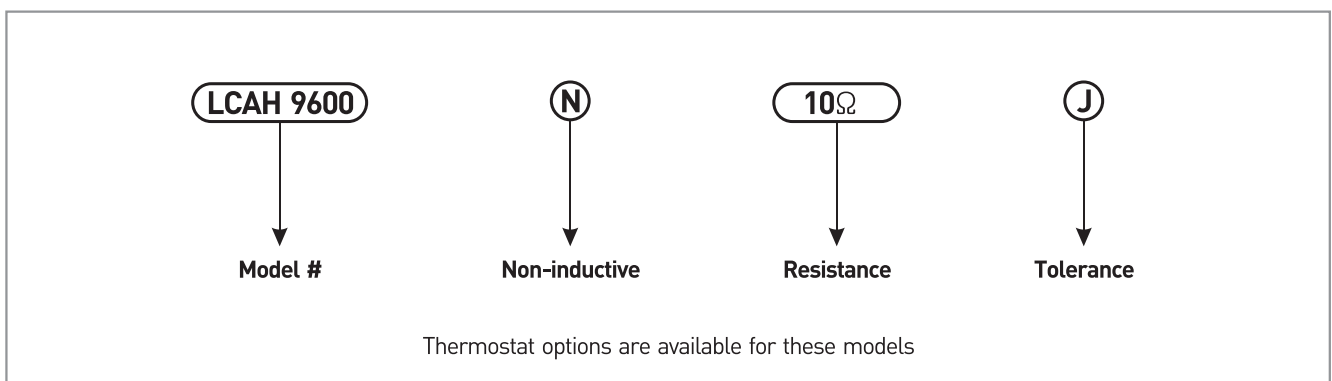 LCAH 9600 N 10Ω J
Model # Non-inductive Resistance Tolerance
Thermostat options are available for these models